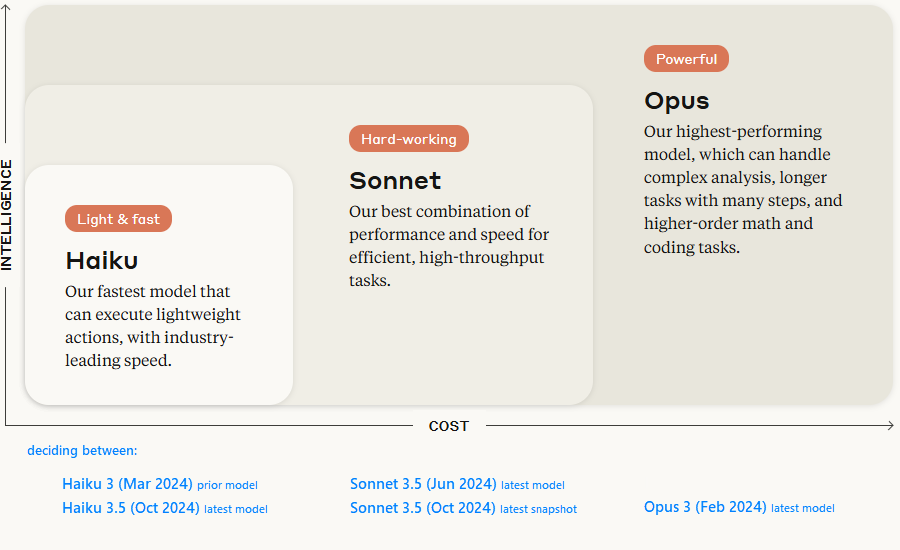 INTELLIGENCE
Powerful
Opus
Our highest-performing
model, which can handle
complex analysis, longer
tasks with many steps, and
higher-order math and
coding tasks.
Hard-working
Sonnet
Our best combination of
performance and speed for
efficient, high-throughput
tasks.
Light & fast
Haiku
Our fastest model that
can execute lightweight
actions, with industry-
leading speed.
COST
deciding between:
Haiku 3 (Mar 2024) prior model
Haiku 3.5 (Oct 2024) latest model
Sonnet 3.5 (Jun 2024) latest model
Sonnet 3.5 (Oct 2024) latest snapshot
Opus 3 (Feb 2024) latest model